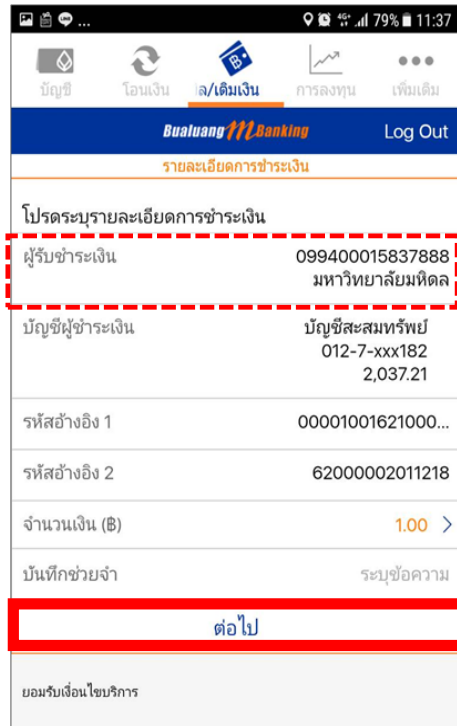 ... 4G+ 79% 11:37
บัญชี โอนเงิน ล/เติมเงิน การลงทุน เพิ่มเติม
Bualuang mBanking Log Out
รายละเอียดการชำระเงิน
โปรดระบุรายละเอียดการชำระเงิน
ผู้รับชำระเงิน 099400015837888
มหาวิทยาลัยมหิดล
บัญชีผู้ชำระเงิน บัญชีสะสมทรัพย์
012-7-xxx182
2,037.21
รหัสอ้างอิง 1 00001001621000...
รหัสอ้างอิง 2 62000002011218
จำนวนเงิน (฿) 1.00
บันทึกช่วยจำ ระบุข้อความ
ต่อไป
ยอมรับเงื่อนไขบริการ